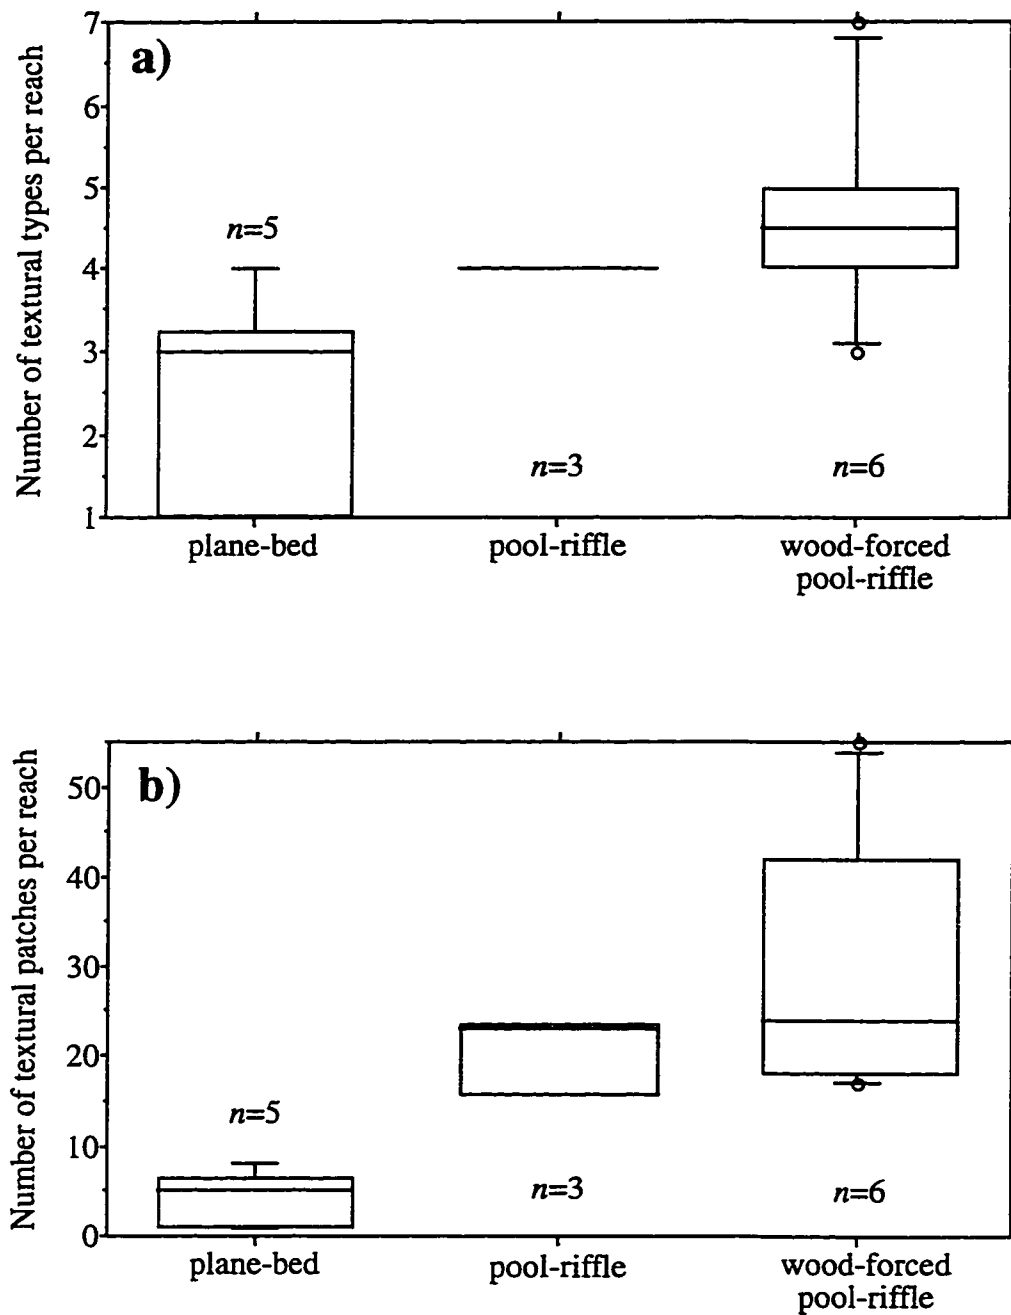 a)
Number of textural types per reach
7
6
5
4
3
2
1
n=5
n=3
n=6
plane-bed
pool-riffle
wood-forced
pool-riffle
b)
Number of textural patches per reach
50
40
30
20
10
0
n=5
n=3
n=6
plane-bed
pool-riffle
wood-forced
pool-riffle